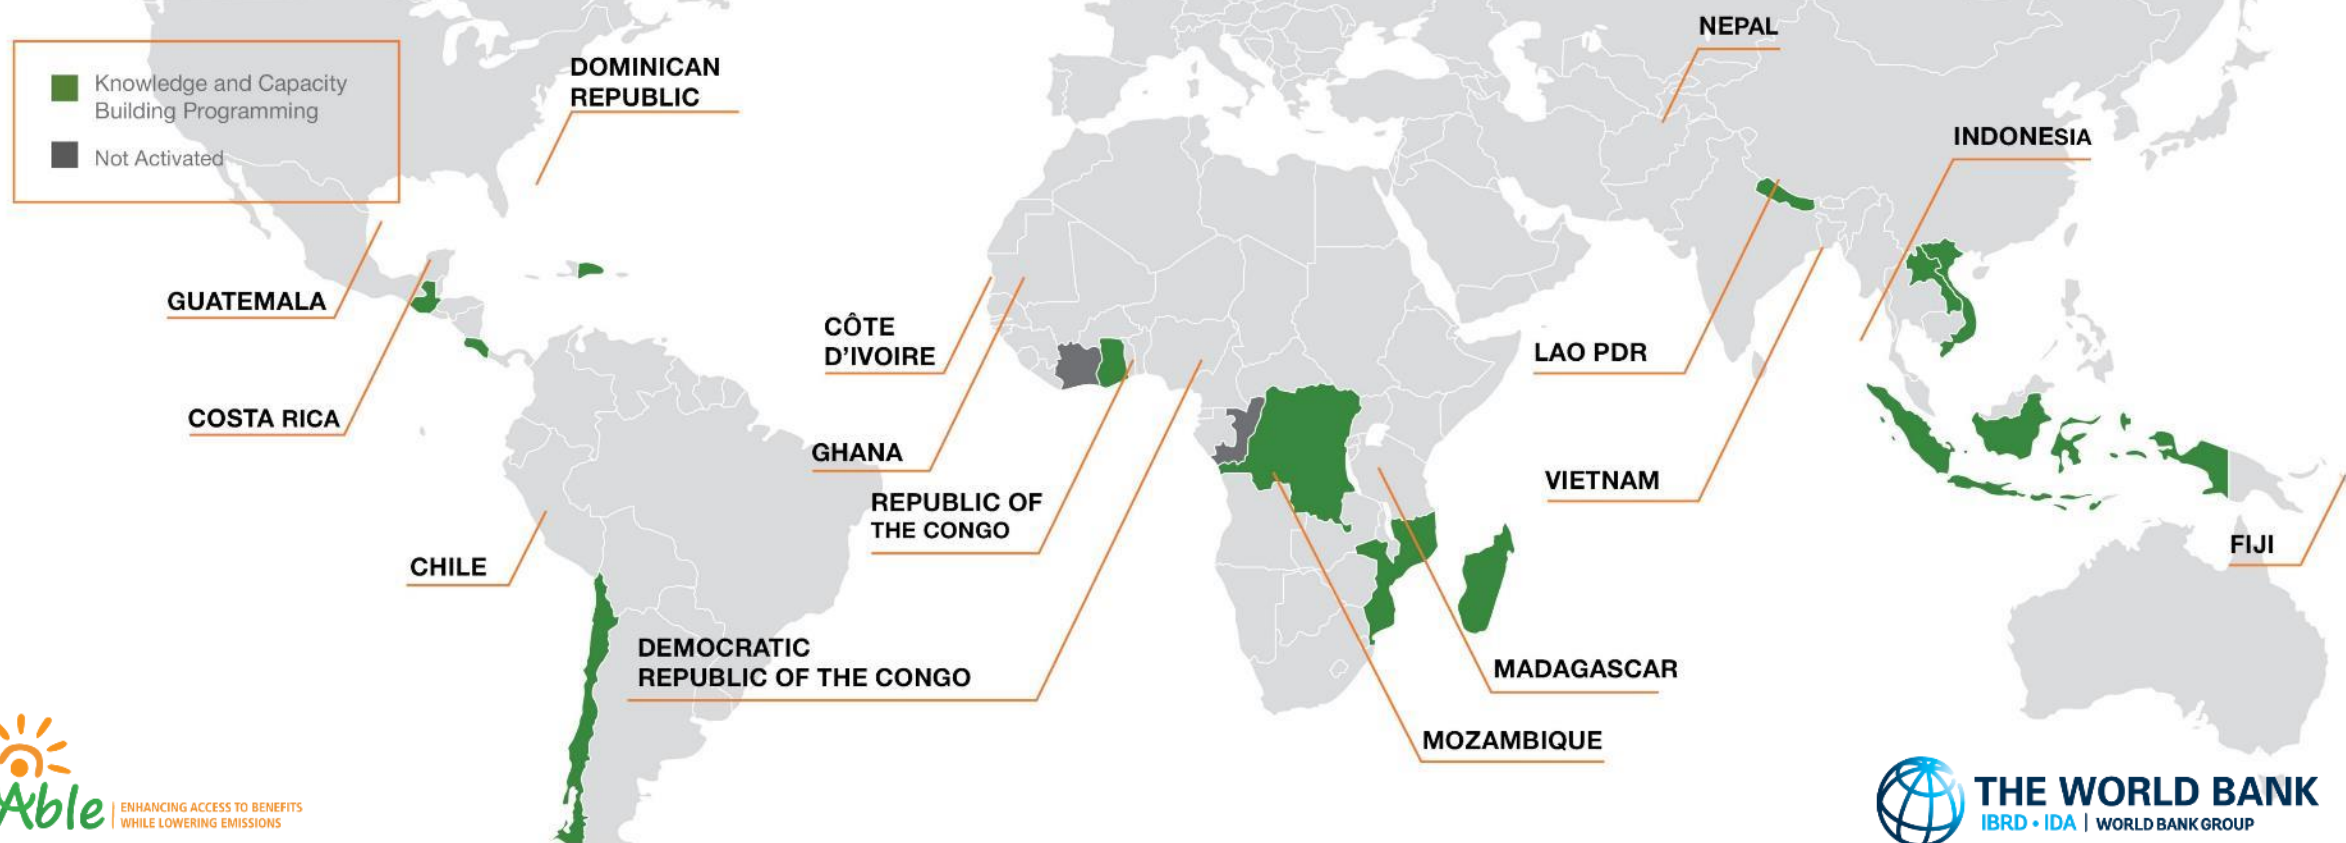 Knowledge and Capacity
Building Programming
Not Activated
DOMINICAN
REPUBLIC
NEPAL
INDONESIA
GUATEMALA
COSTA RICA
CÔTE
D'IVOIRE
GHANA
LAO PDR
VIETNAM
REPUBLIC OF
THE CONGO
CHILE
FIJI
DEMOCRATIC
REPUBLIC OF THE CONGO
MADAGASCAR
MOZAMBIQUE
Able
ENHANCING ACCESS TO BENEFITS
WHILE LOWERING EMISSIONS
THE WORLD BANK
IBRD • IDA | WORLD BANK GROUP